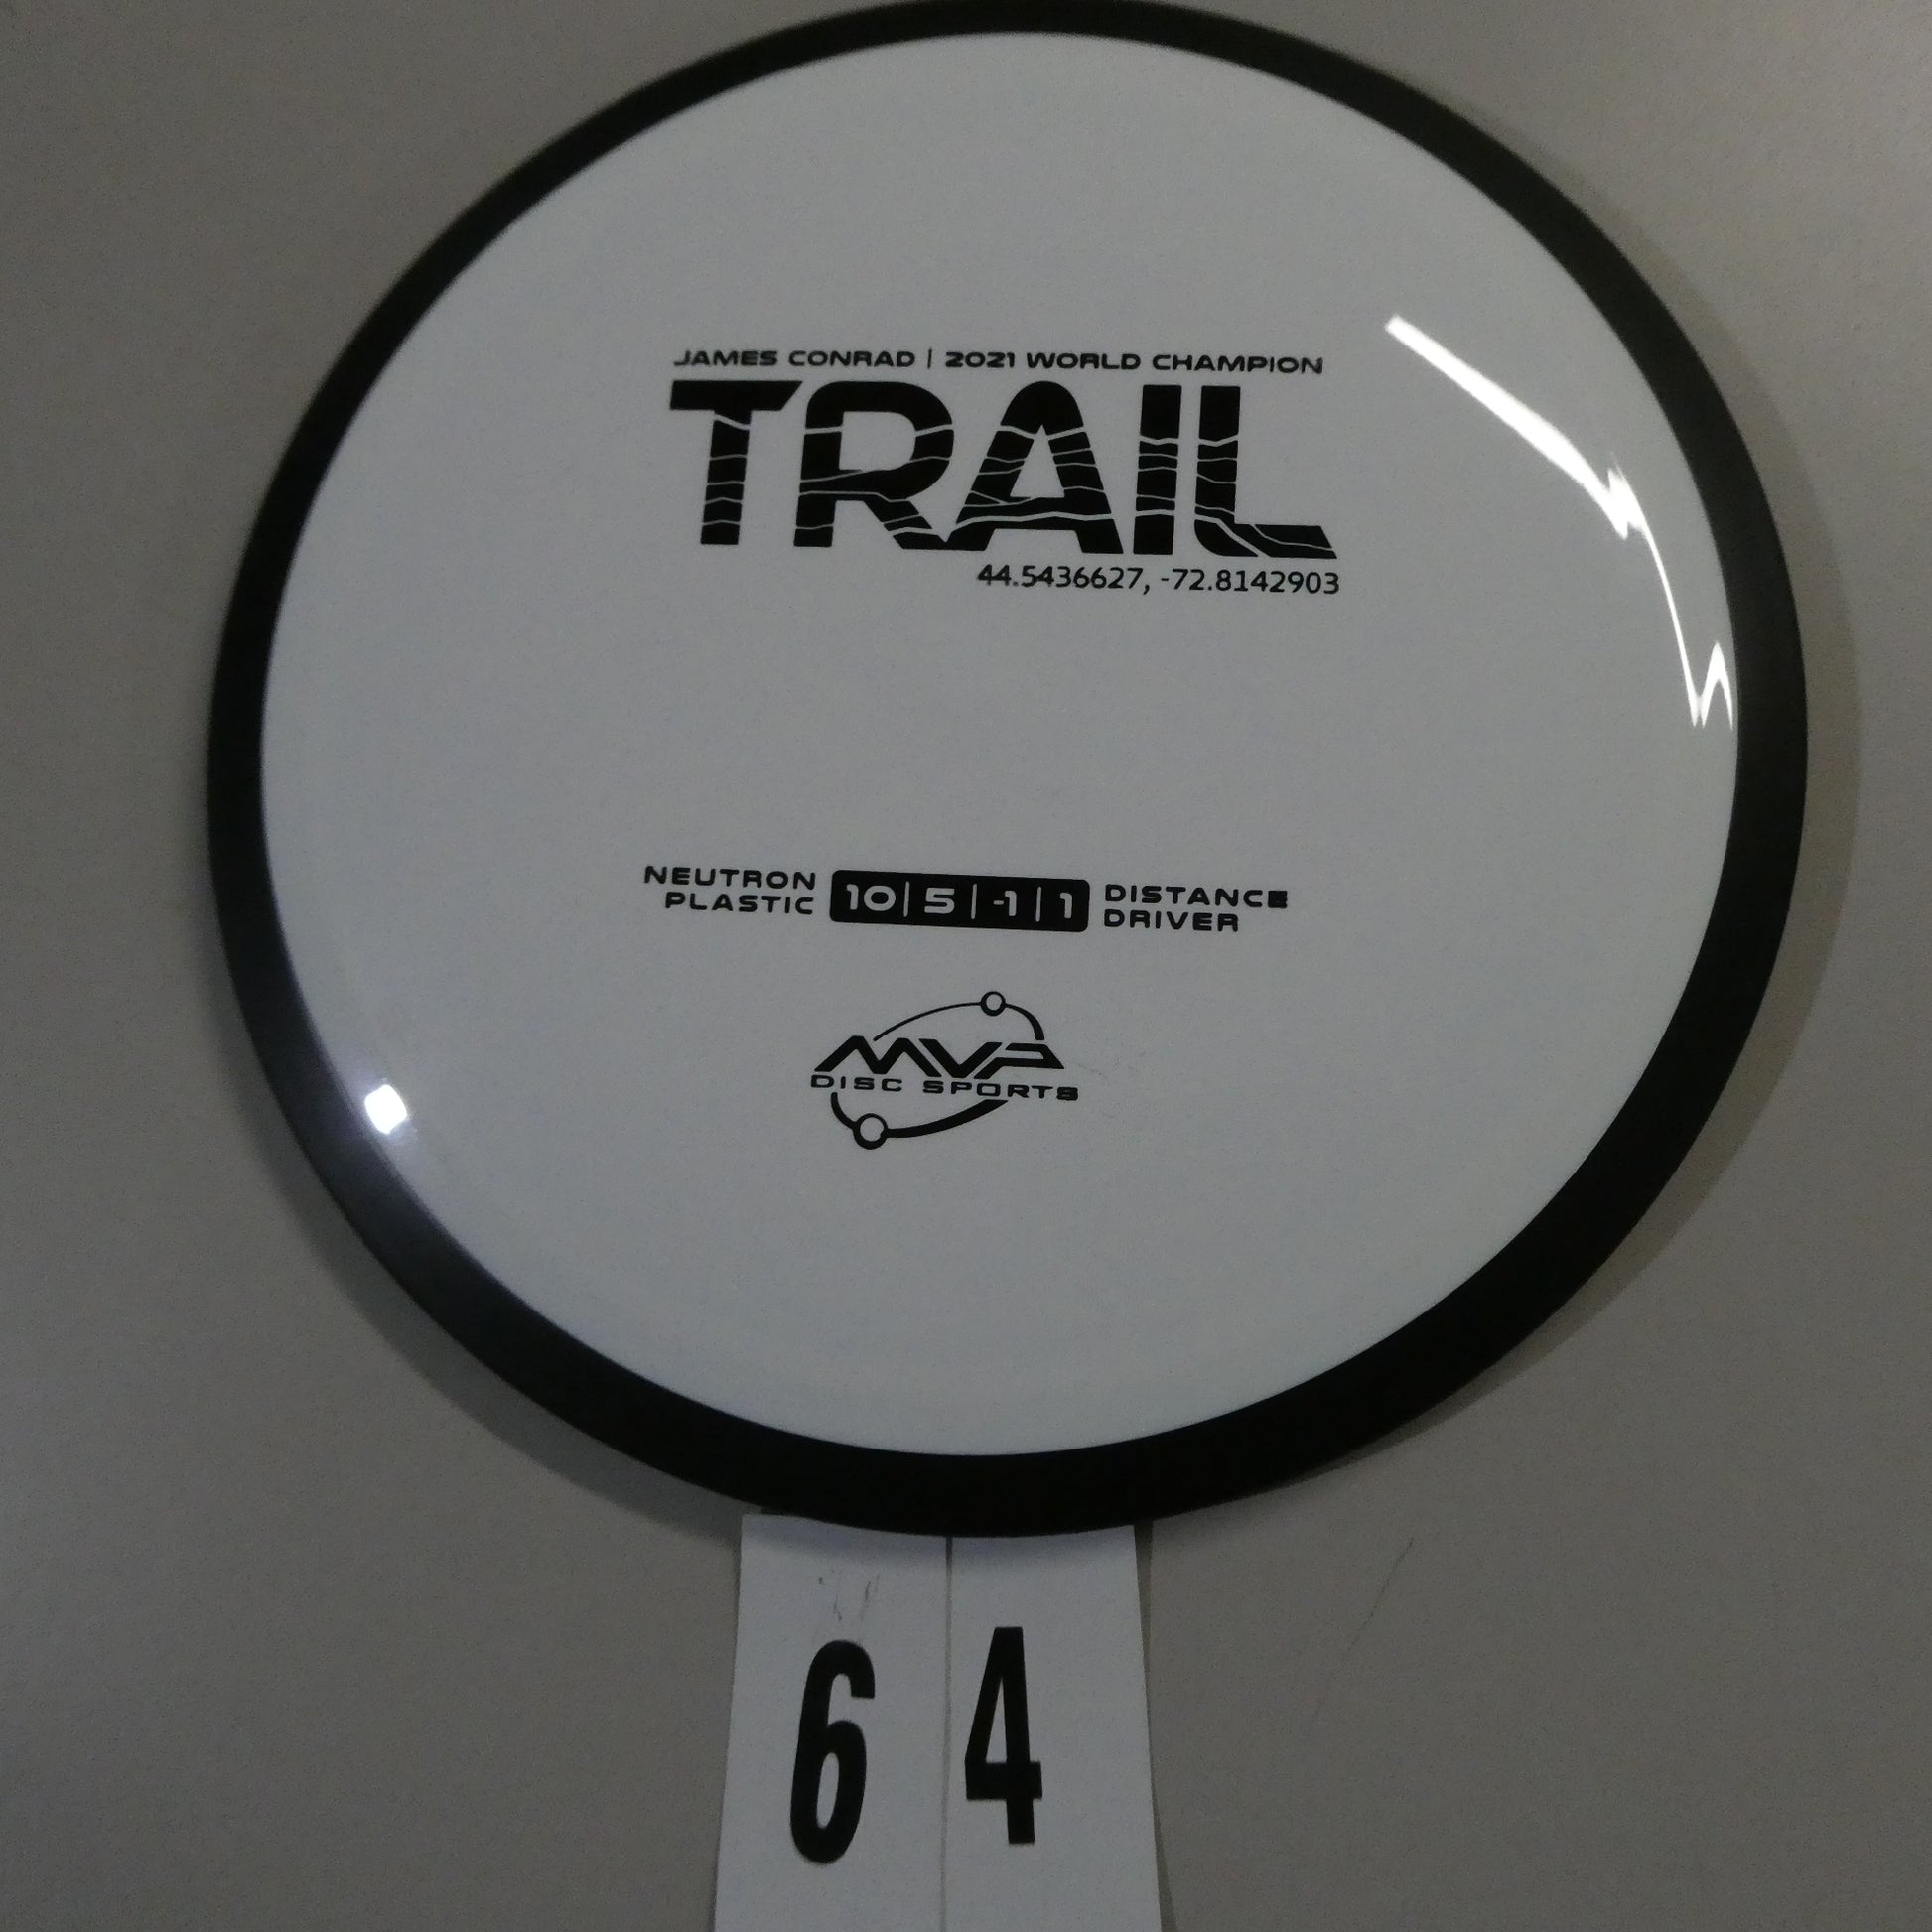 JAMES CONRAD | 2021 WORLD CHAMPION
TRAIL
44.5436627, -72.8142903
NEUTRON PLASTIC 10 | 5 | -1 | 1 DISTANCE DRIVER
MVP
DISC SPORTS
6 4